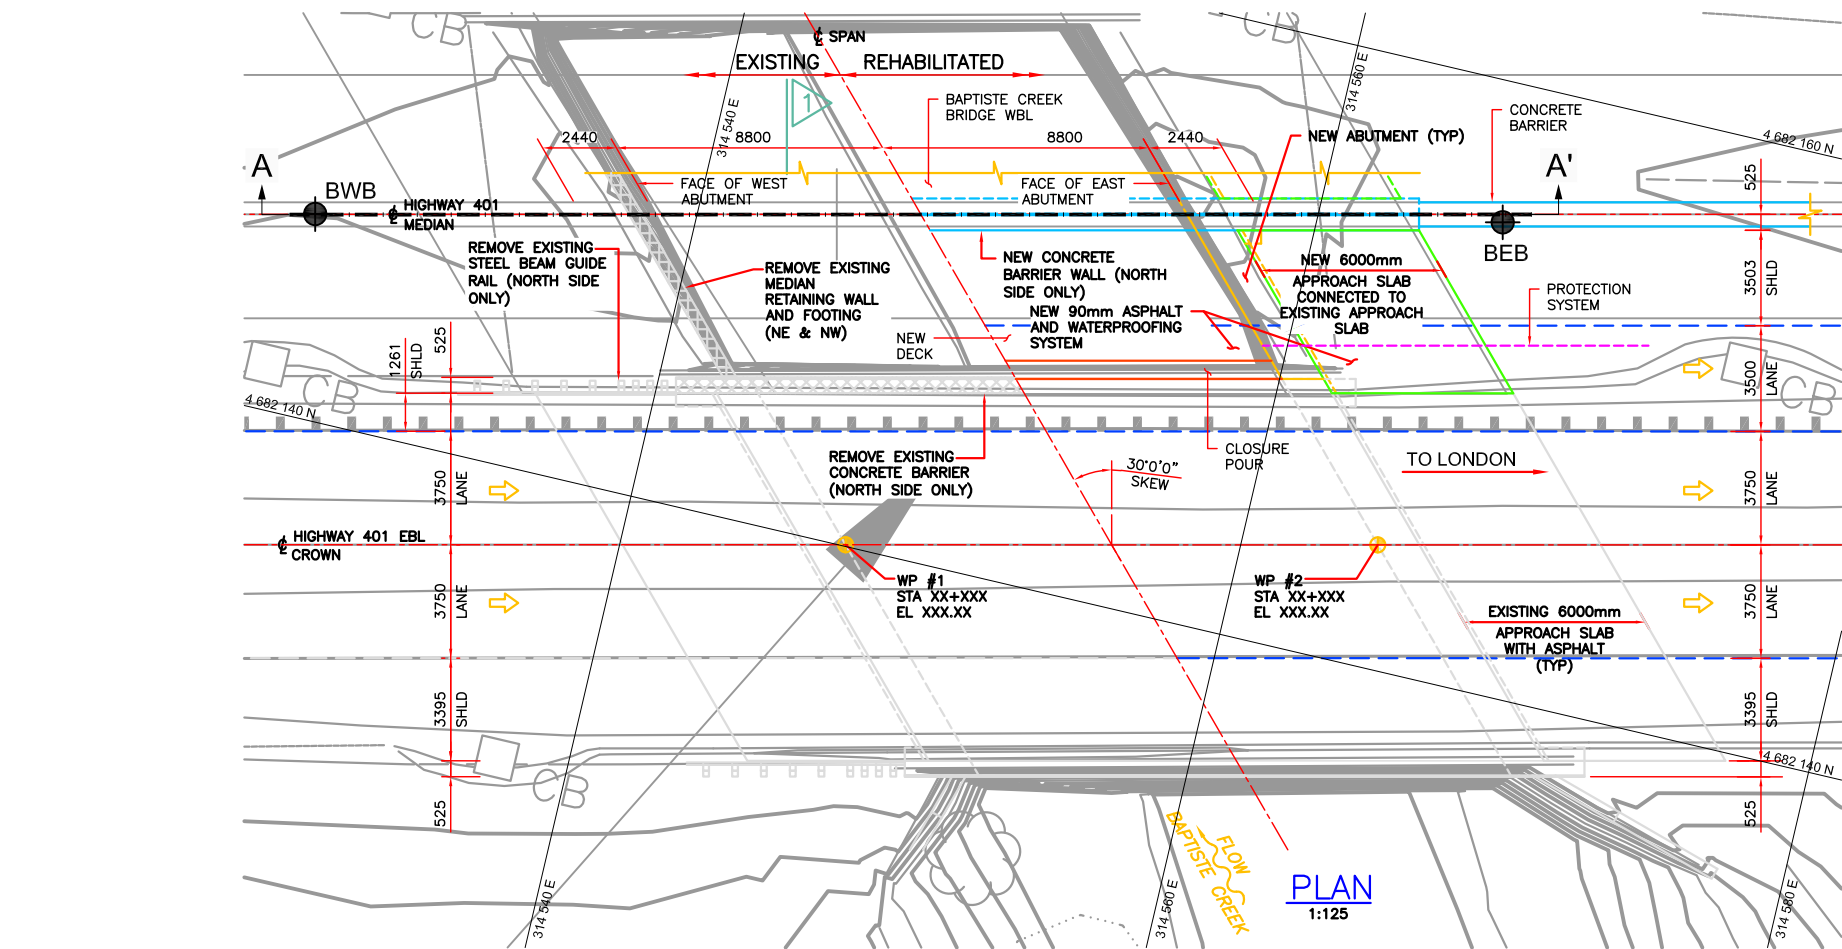 CB
CB
℄ SPAN
EXISTING
REHABILITATED
1
314 540 E
314 560 E
BAPTISTE CREEK
BRIDGE WBL
CONCRETE
BARRIER
2440
8800
8800
2440
NEW ABUTMENT (TYP)
4 682 160 N
A
A'
525
BWB
FACE OF WEST
ABUTMENT
FACE OF EAST
ABUTMENT
℄ HIGHWAY 401
MEDIAN
BEB
REMOVE EXISTING
STEEL BEAM GUIDE
RAIL (NORTH SIDE
ONLY)
REMOVE EXISTING
MEDIAN
RETAINING WALL
AND FOOTING
(NE & NW)
NEW CONCRETE
BARRIER WALL (NORTH
SIDE ONLY)
NEW 90mm ASPHALT
AND WATERPROOFING
SYSTEM
NEW 6000mm
APPROACH SLAB
CONNECTED TO
EXISTING APPROACH
SLAB
PROTECTION
SYSTEM
3503
SHLD
525
1261
SHLD
NEW
DECK
3500
LANE
CB
CB
4 682 140 N
REMOVE EXISTING
CONCRETE BARRIER
(NORTH SIDE ONLY)
CLOSURE
POUR
30°0'0"
SKEW
TO LONDON
3750
LANE
3750
LANE
℄ HIGHWAY 401 EBL
CROWN
WP #1
STA XX+XXX
EL XXX.XX
WP #2
STA XX+XXX
EL XXX.XX
3750
LANE
3750
LANE
EXISTING 6000mm
APPROACH SLAB
WITH ASPHALT
(TYP)
3395
SHLD
3395
SHLD
4 682 140 N
CB
525
525
FLOW
BAPTISTE CREEK
314 540 E
314 560 E
314 580 E
PLAN
1:125